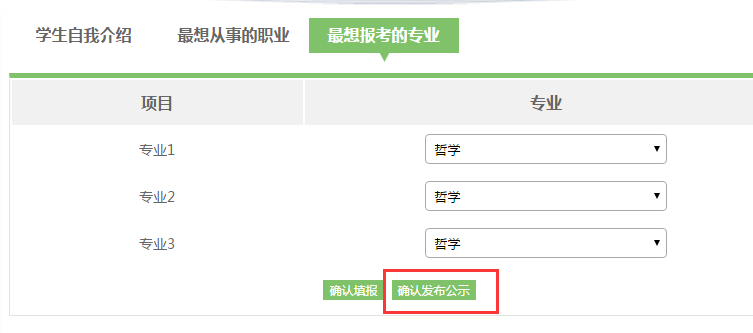 学生自我介绍 最想从事的职业 最想报考的专业
项目 专业
专业1 哲学
专业2 哲学
专业3 哲学
确认填报 确认发布公示